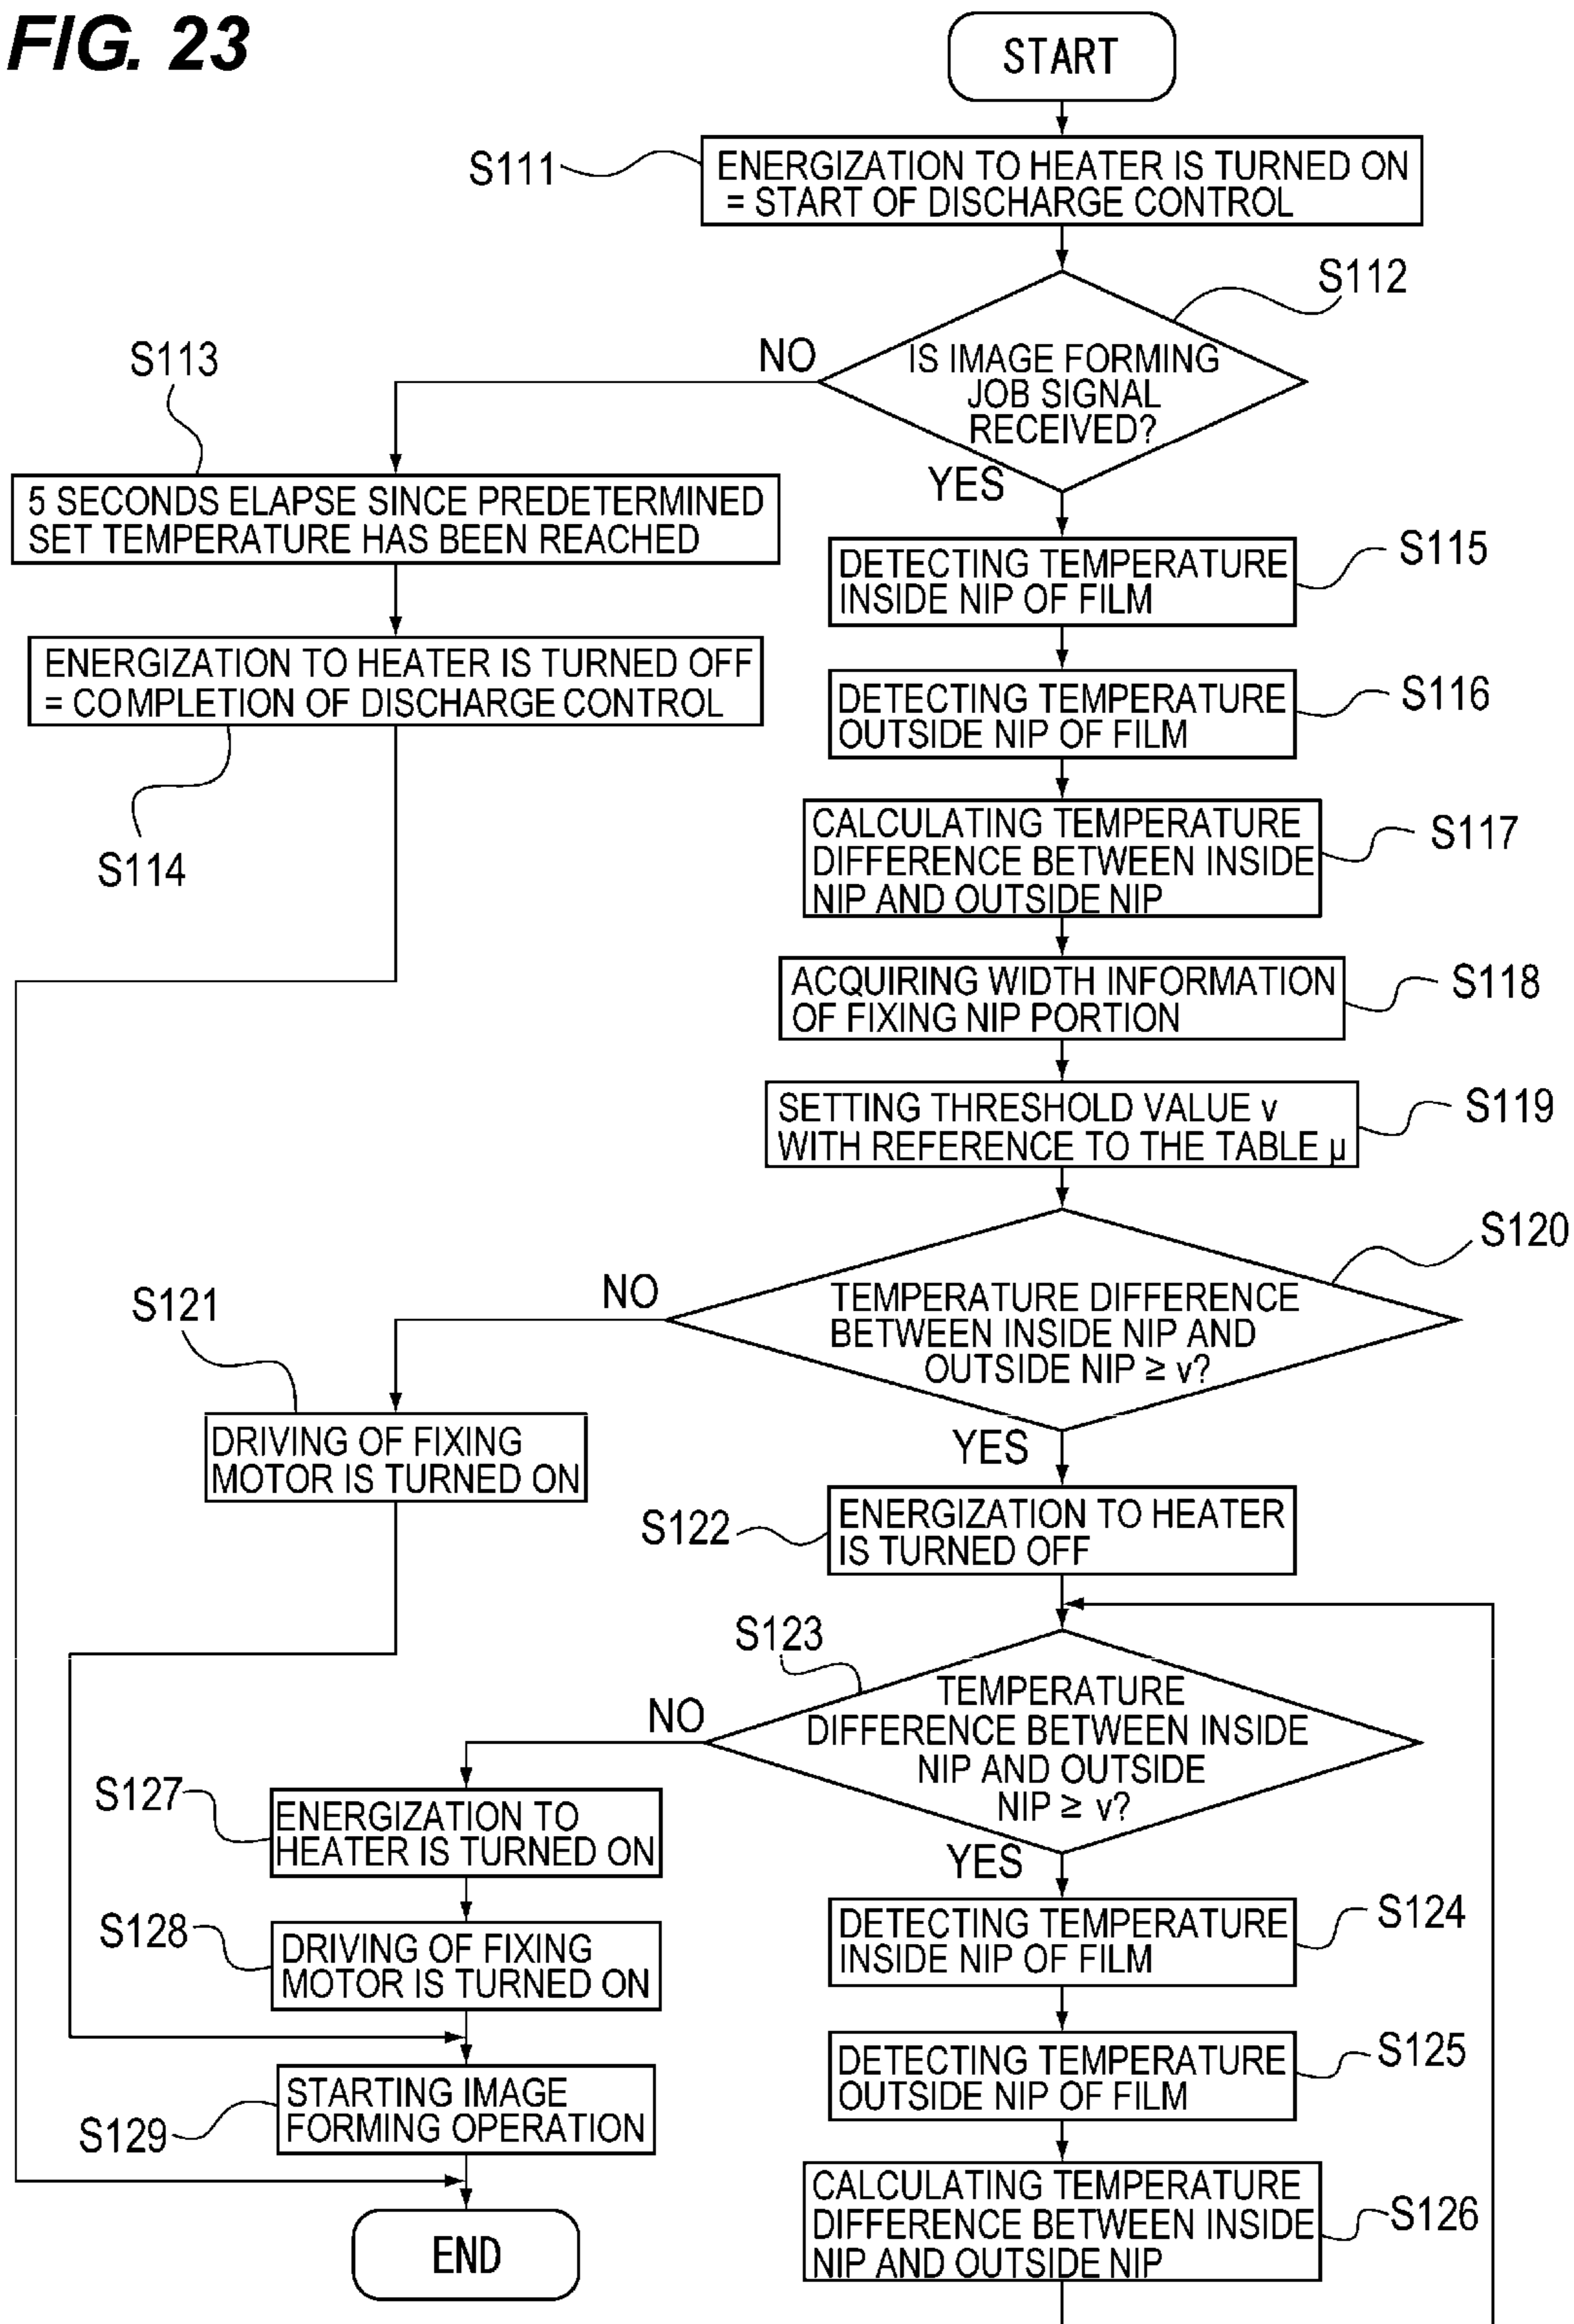 FIG. 23
START
S111
ENERGIZATION TO HEATER IS TURNED ON
= START OF DISCHARGE CONTROL
S112
IS IMAGE FORMING
JOB SIGNAL
RECEIVED?
NO
YES
S113
5 SECONDS ELAPSE SINCE PREDETERMINED
SET TEMPERATURE HAS BEEN REACHED
ENERGIZATION TO HEATER IS TURNED OFF
= COMPLETION OF DISCHARGE CONTROL
S114
DETECTING TEMPERATURE
INSIDE NIP OF FILM
S115
DETECTING TEMPERATURE
OUTSIDE NIP OF FILM
S116
CALCULATING TEMPERATURE
DIFFERENCE BETWEEN INSIDE
NIP AND OUTSIDE NIP
S117
ACQUIRING WIDTH INFORMATION
OF FIXING NIP PORTION
S118
SETTING THRESHOLD VALUE ν
WITH REFERENCE TO THE TABLE μ
S119
S120
TEMPERATURE DIFFERENCE
BETWEEN INSIDE NIP AND
OUTSIDE NIP ≥ ν?
NO
YES
S121
DRIVING OF FIXING
MOTOR IS TURNED ON
S122
ENERGIZATION TO HEATER
IS TURNED OFF
S123
TEMPERATURE
DIFFERENCE BETWEEN INSIDE
NIP AND OUTSIDE
NIP ≥ ν?
NO
YES
S127
ENERGIZATION TO
HEATER IS TURNED ON
S128
DRIVING OF FIXING
MOTOR IS TURNED ON
STARTING IMAGE
FORMING OPERATION
S129
DETECTING TEMPERATURE
INSIDE NIP OF FILM
S124
DETECTING TEMPERATURE
OUTSIDE NIP OF FILM
S125
CALCULATING TEMPERATURE
DIFFERENCE BETWEEN INSIDE
NIP AND OUTSIDE NIP
S126
END